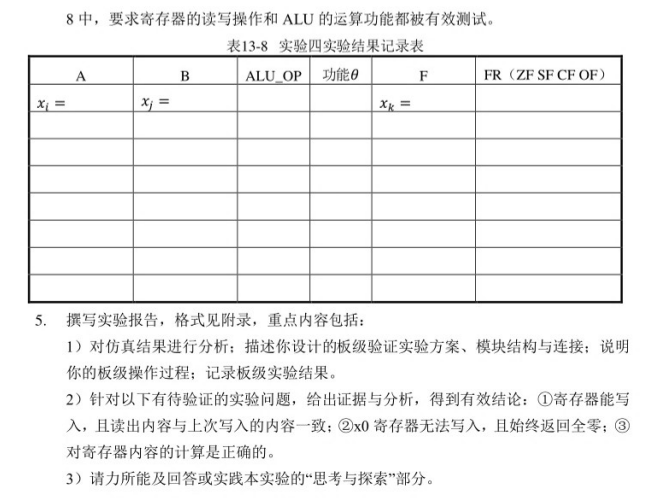 8 中，要求寄存器的读写操作和 ALU 的运算功能都被有效测试。
表13-8 实验四实验结果记录表
A B ALU_OP 功能θ F FR（ZF SF CF OF）
xᵢ = xⱼ = xₖ =
5. 撰写实验报告，格式见附录，重点内容包括：
1）对仿真结果进行分析；描述你设计的板级验证实验方案、模块结构与连接；说明
你的板级操作过程；记录板级实验结果。
2）针对以下有待验证的实验问题，给出证据与分析，得到有效结论：①寄存器能写
入，且读出内容与上次写入的内容一致；②x0 寄存器无法写入，且始终返回全零；③
对寄存器内容的计算是正确的。
3）请力所能及回答或实践本实验的“思考与探索”部分。